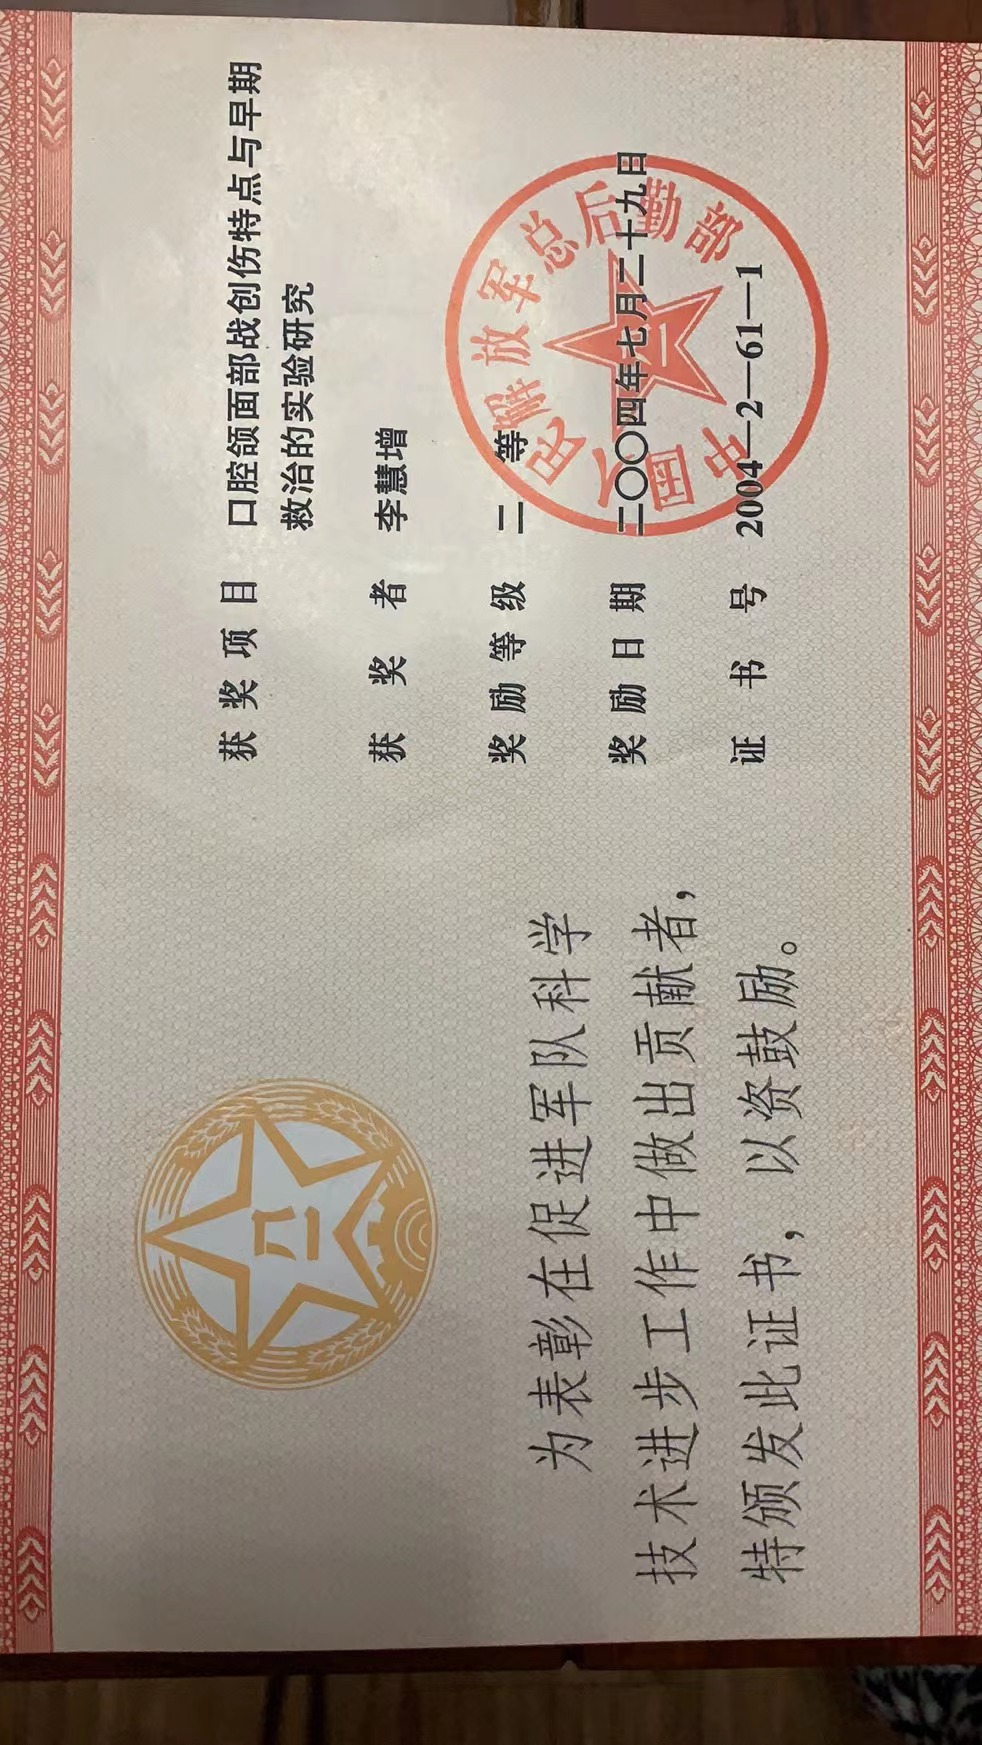 为表彰在促进军队科学
技术进步工作中做出贡献者，
特颁发此证书，以资鼓励。
获奖项目 口腔颌面部战创伤特点与早期
救治的实验研究
获奖者 李慧增
奖励等级 二等
奖励日期 二〇〇四年七月二十九日
证书号 2004—2—61—1
中国人民解放军总后勤部
八一